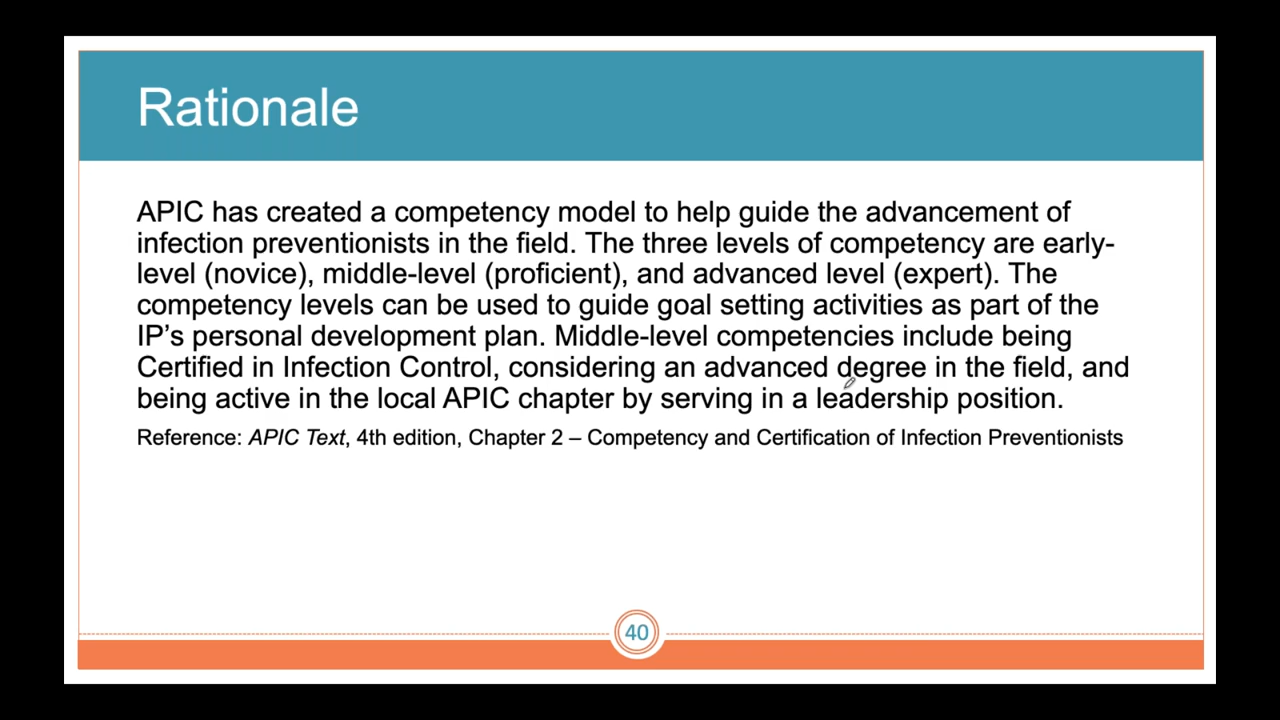 Rationale
APIC has created a competency model to help guide the advancement of
infection preventionists in the field. The three levels of competency are early-
level (novice), middle-level (proficient), and advanced level (expert). The
competency levels can be used to guide goal setting activities as part of the
IP’s personal development plan. Middle-level competencies include being
Certified in Infection Control, considering an advanced degree in the field, and
being active in the local APIC chapter by serving in a leadership position.
Reference: APIC Text, 4th edition, Chapter 2 – Competency and Certification of Infection Preventionists
40